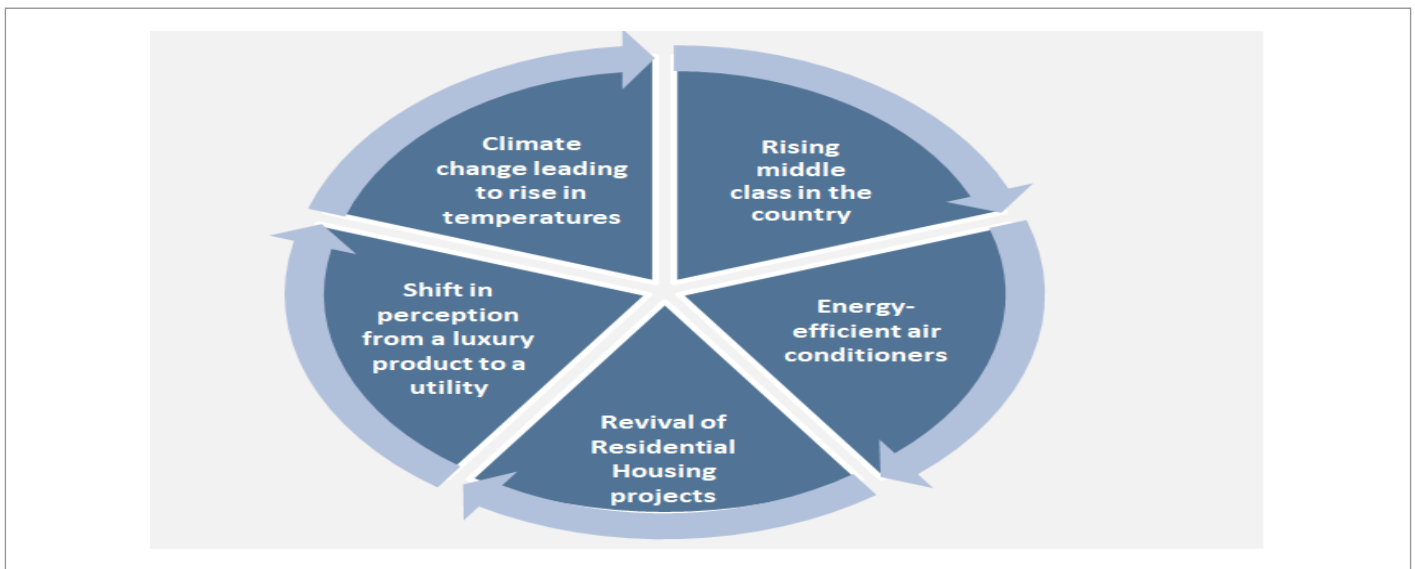 Climate
change leading
to rise in
temperatures
Rising
middle
class in the
country
Energy-
efficient air
conditioners
Revival of
Residential
Housing
projects
Shift in
perception
from a luxury
product to a
utility